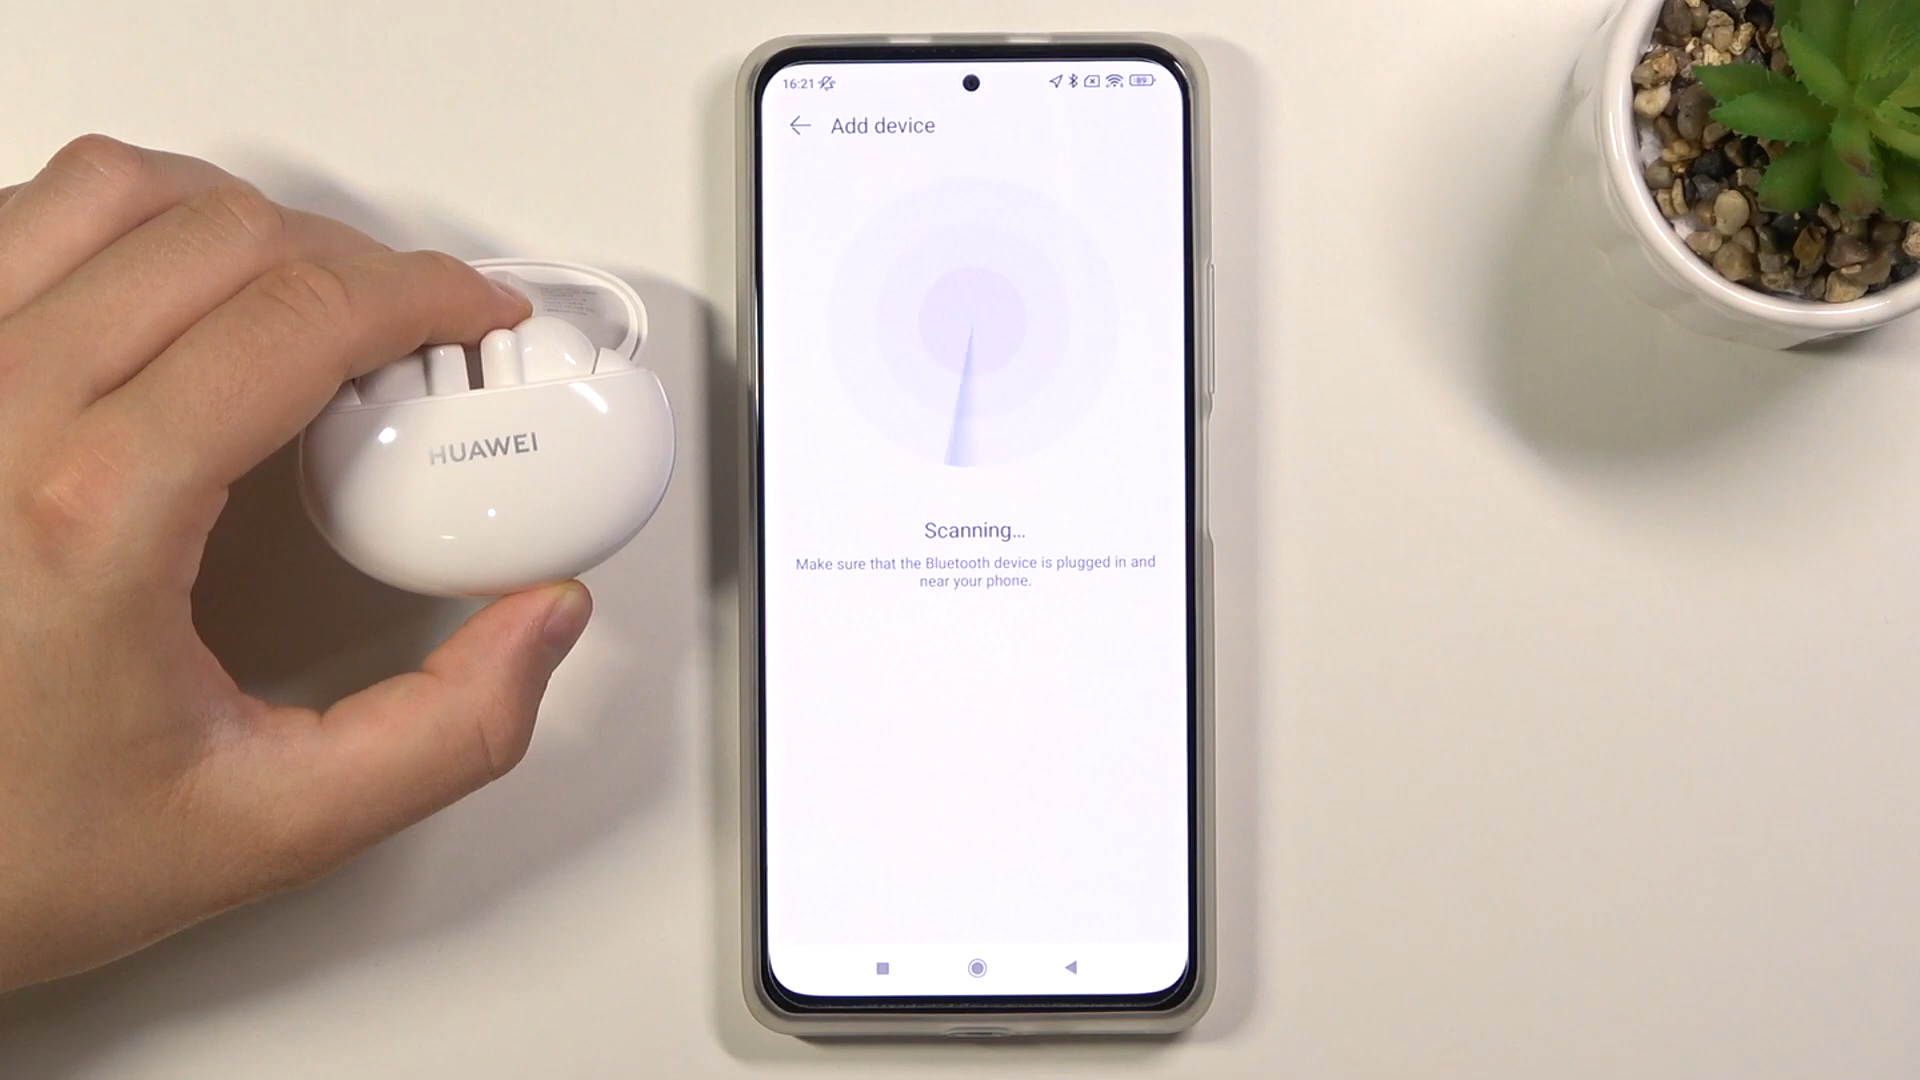 16:21
89
Add device
HUAWEI
Scanning...
Make sure that the Bluetooth device is plugged in and
near your phone.